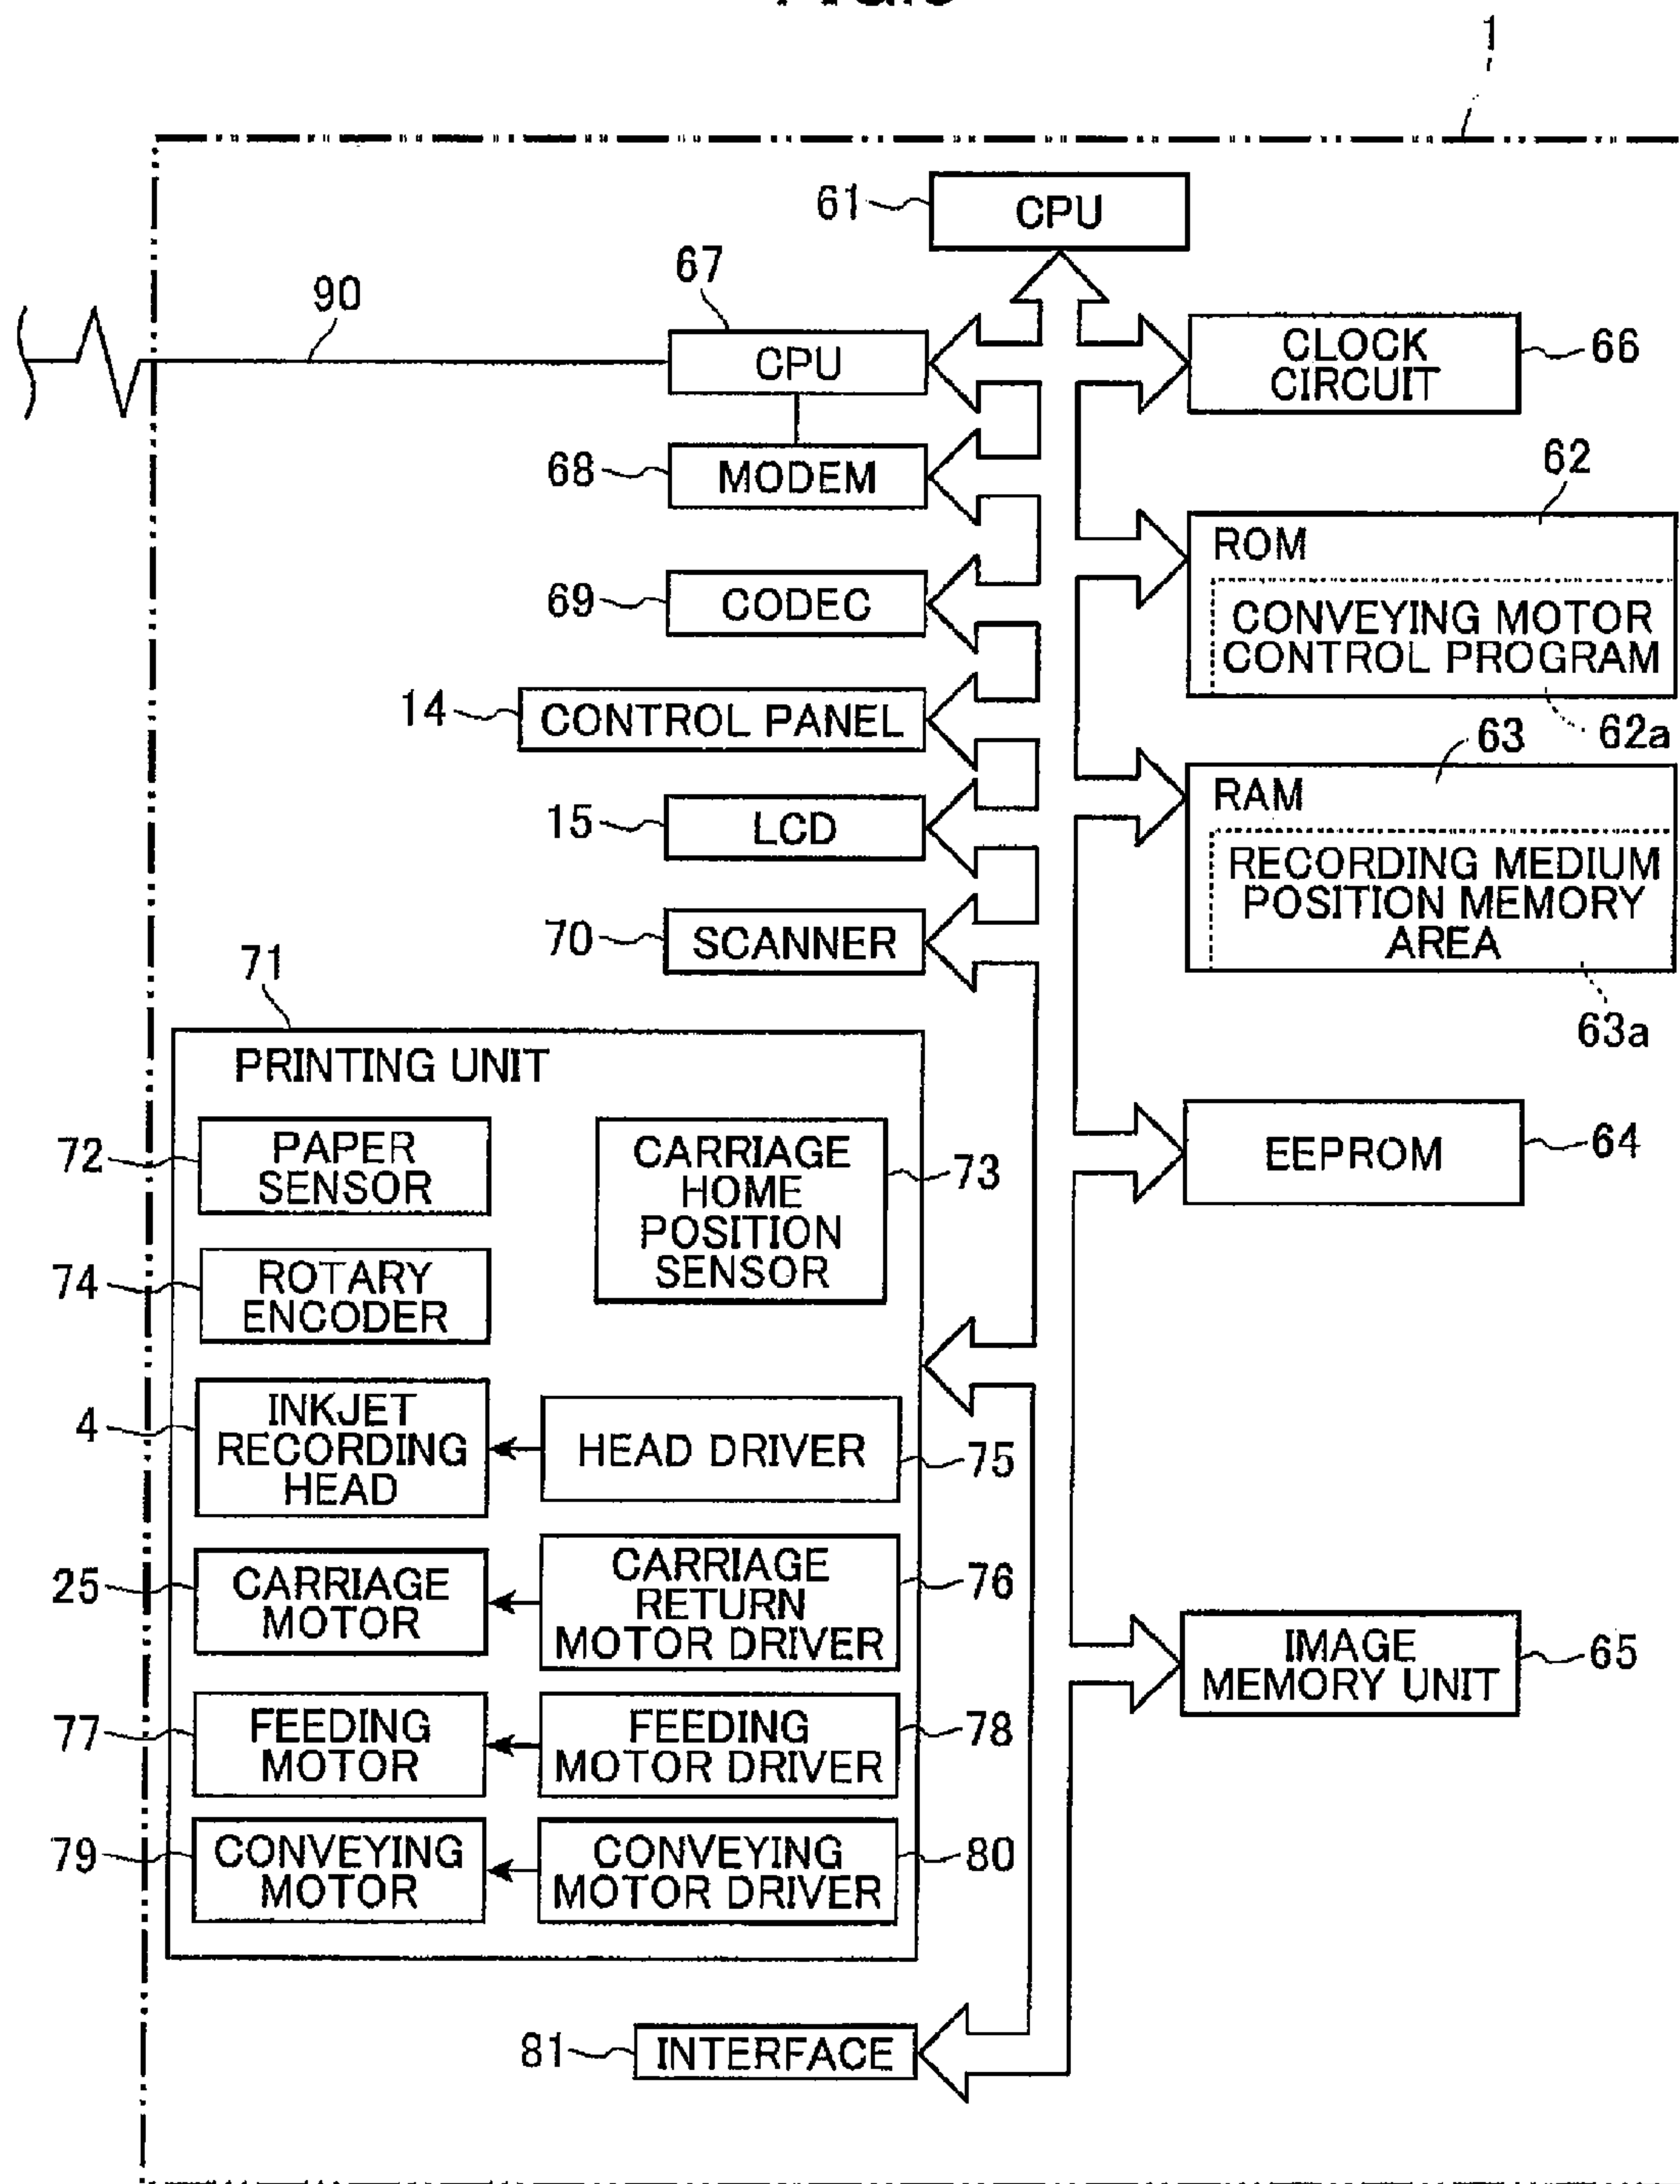 1
61
CPU
67
90
CPU
CLOCK
CIRCUIT
66
68
MODEM
62
ROM
69
CODEC
CONVEYING MOTOR
CONTROL PROGRAM
14
CONTROL PANEL
62a
63
RAM
15
LCD
RECORDING MEDIUM
POSITION MEMORY
AREA
70
SCANNER
71
63a
PRINTING UNIT
72
PAPER
SENSOR
CARRIAGE
HOME
POSITION
SENSOR
73
EEPROM
64
74
ROTARY
ENCODER
4
INKJET
RECORDING
HEAD
HEAD DRIVER
75
25
CARRIAGE
MOTOR
CARRIAGE
RETURN
MOTOR DRIVER
76
IMAGE
MEMORY UNIT
65
77
FEEDING
MOTOR
FEEDING
MOTOR DRIVER
78
79
CONVEYING
MOTOR
CONVEYING
MOTOR DRIVER
80
81
INTERFACE